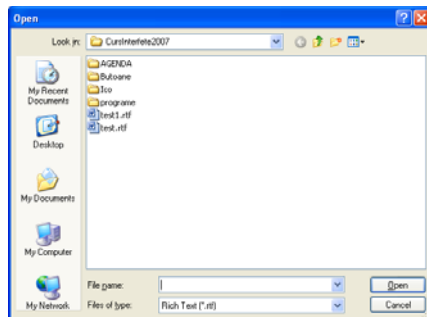 Open
Look in: CursInterfete2007
AGENDA
Butoane
Ico
programe
test1.rtf
test.rtf
My Recent
Documents
Desktop
My Documents
My Computer
My Network
File name:
Open
Files of type: Rich Text (*.rtf)
Cancel